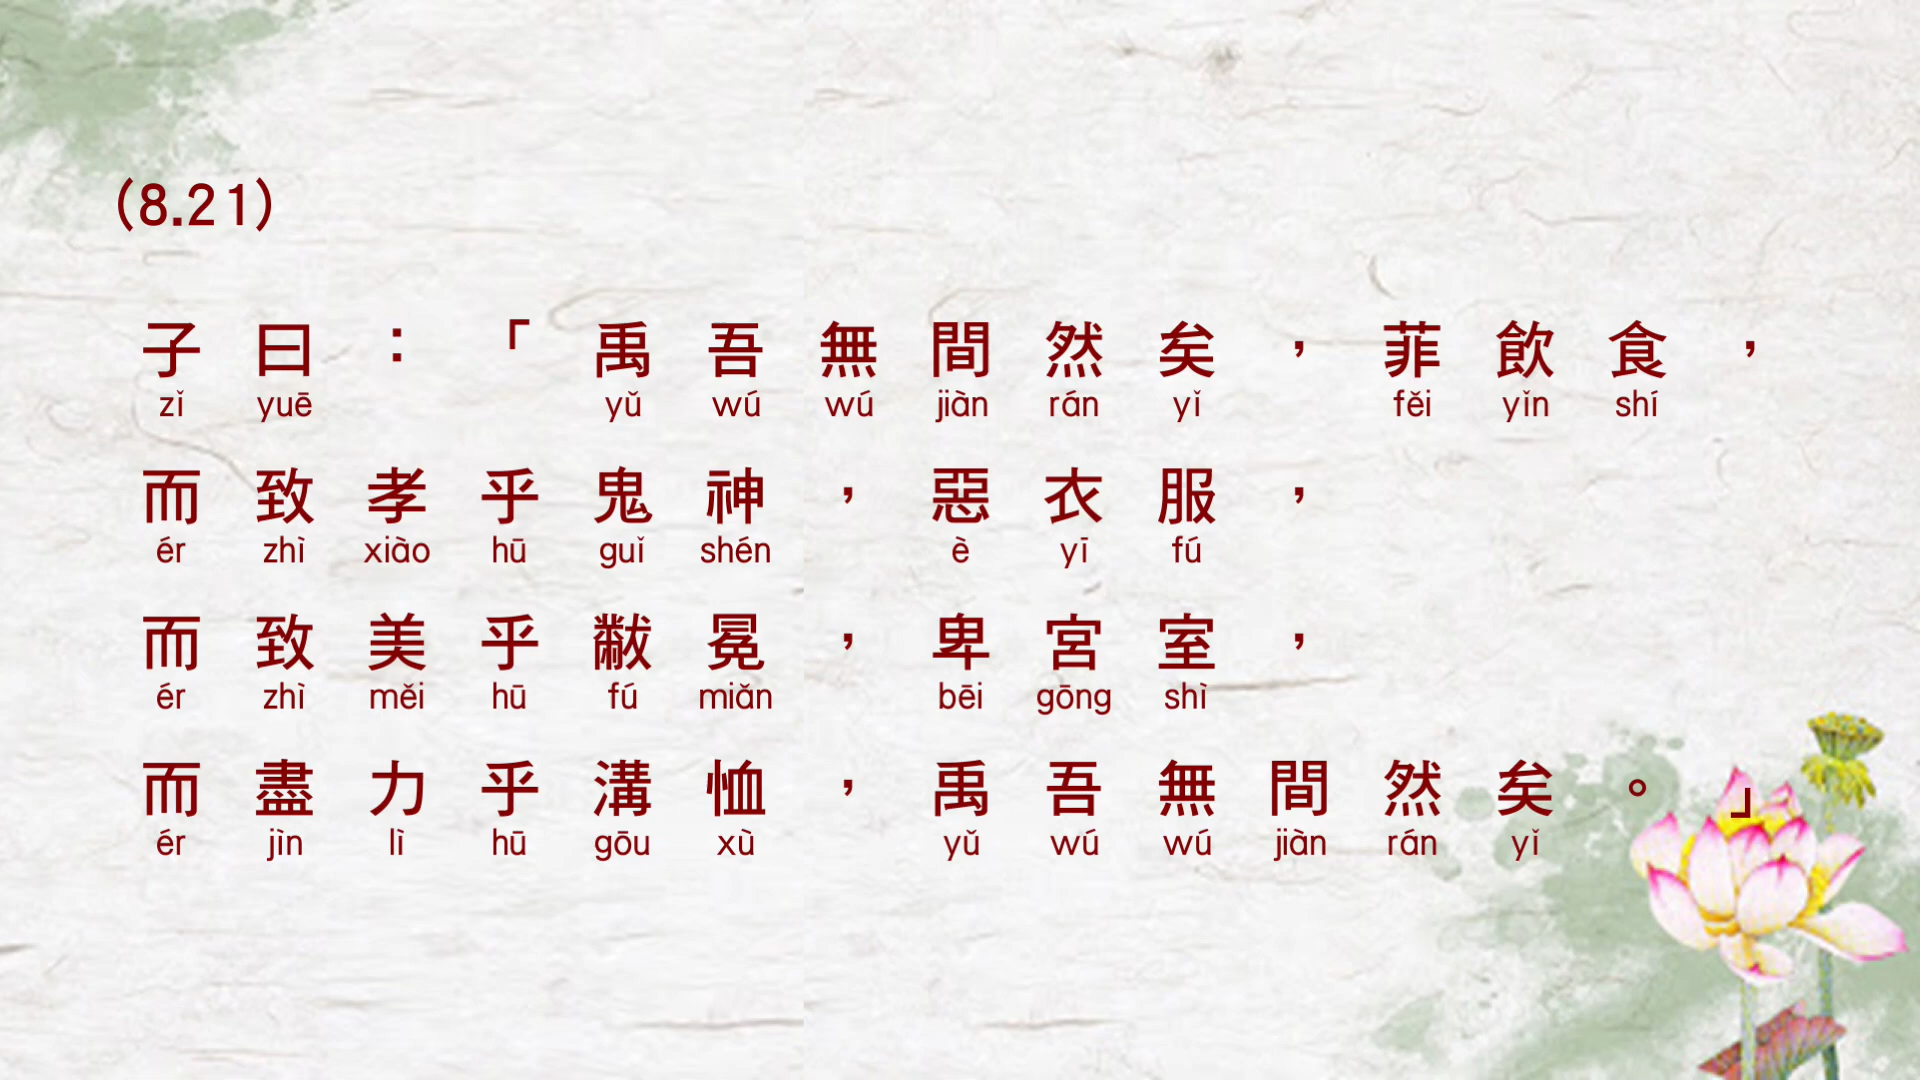 (8.21)
子曰：「禹吾無間然矣，菲飲食，
zǐ yuē yǔ wú wú jiàn rán yǐ fěi yǐn shí
而致孝乎鬼神，惡衣服，
ér zhì xiào hū guǐ shén è yī fú
而致美乎黻冕，卑宮室，
ér zhì měi hū fú miǎn bēi gōng shì
而盡力乎溝恤，禹吾無間然矣。」
ér jìn lì hū gōu xù yǔ wú wú jiàn rán yǐ